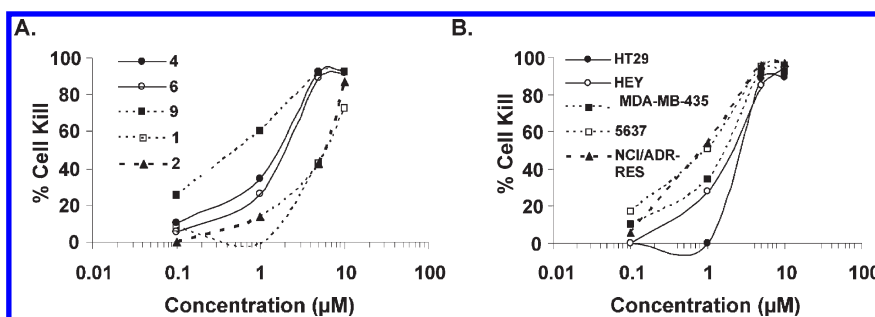 A.
% Cell Kill
100
80
60
40
20
0
4
6
9
1
2
0.01
0.1
1
10
100
Concentration (µM)
B.
% Cell Kill
100
80
60
40
20
0
HT29
HEY
MDA-MB-435
5637
NCI/ADR-
RES
0.01
0.1
1
10
100
Concentration (µM)